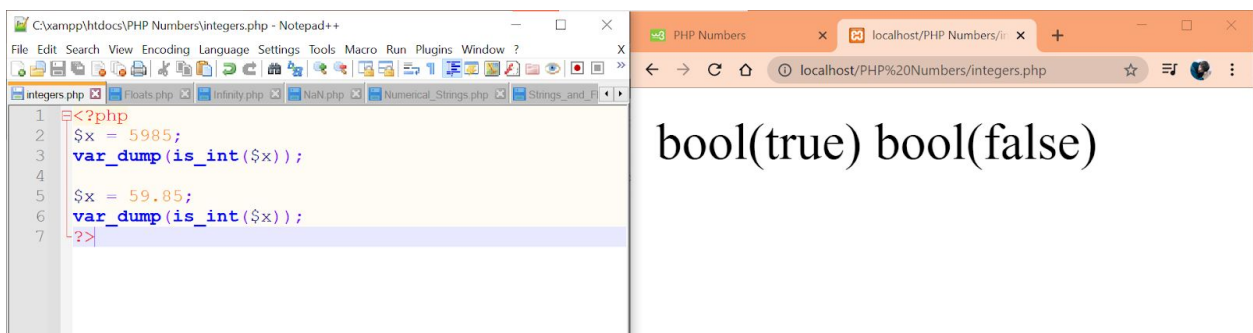 C:\xampp\htdocs\PHP Numbers\integers.php - Notepad++
File Edit Search View Encoding Language Settings Tools Macro Run Plugins Window ? X
integers.php Floats.php Infinity.php NaN.php Numerical_Strings.php Strings_and_Fl
1 <?php
2 $x = 5985;
3 var_dump(is_int($x));
4
5 $x = 59.85;
6 var_dump(is_int($x));
7 ?>
PHP Numbers localhost/PHP Numbers/in
localhost/PHP%20Numbers/integers.php
bool(true) bool(false)